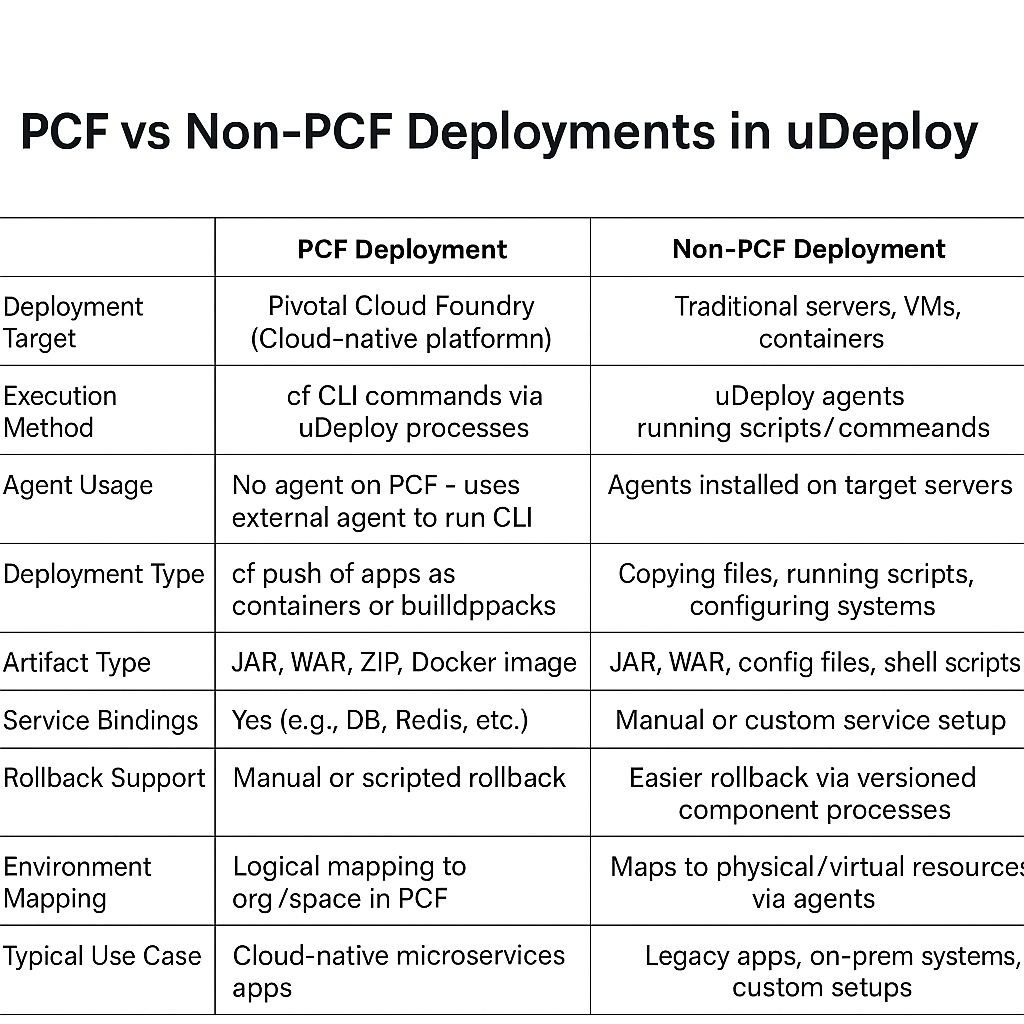 PCF vs Non-PCF Deployments in uDeploy
PCF Deployment
Non-PCF Deployment
Deployment
Target
Pivotal Cloud Foundry
(Cloud-native platformn)
Traditional servers, VMs,
containers
Execution
Method
cf CLI commands via
uDeploy processes
uDeploy agents
running scripts/commeands
Agent Usage
No agent on PCF - uses
external agent to run CLI
Agents installed on target servers
Deployment Type
cf push of apps as
containers or builldppacks
Copying files, running scripts,
configuring systems
Artifact Type
JAR, WAR, ZIP, Docker image
JAR, WAR, config files, shell scripts
Service Bindings
Yes (e.g., DB, Redis, etc.)
Manual or custom service setup
Rollback Support
Manual or scripted rollback
Easier rollback via versioned
component processes
Environment
Mapping
Logical mapping to
org/space in PCF
Maps to physical/virtual resources
via agents
Typical Use Case
Cloud-native microservices
apps
Legacy apps, on-prem systems,
custom setups